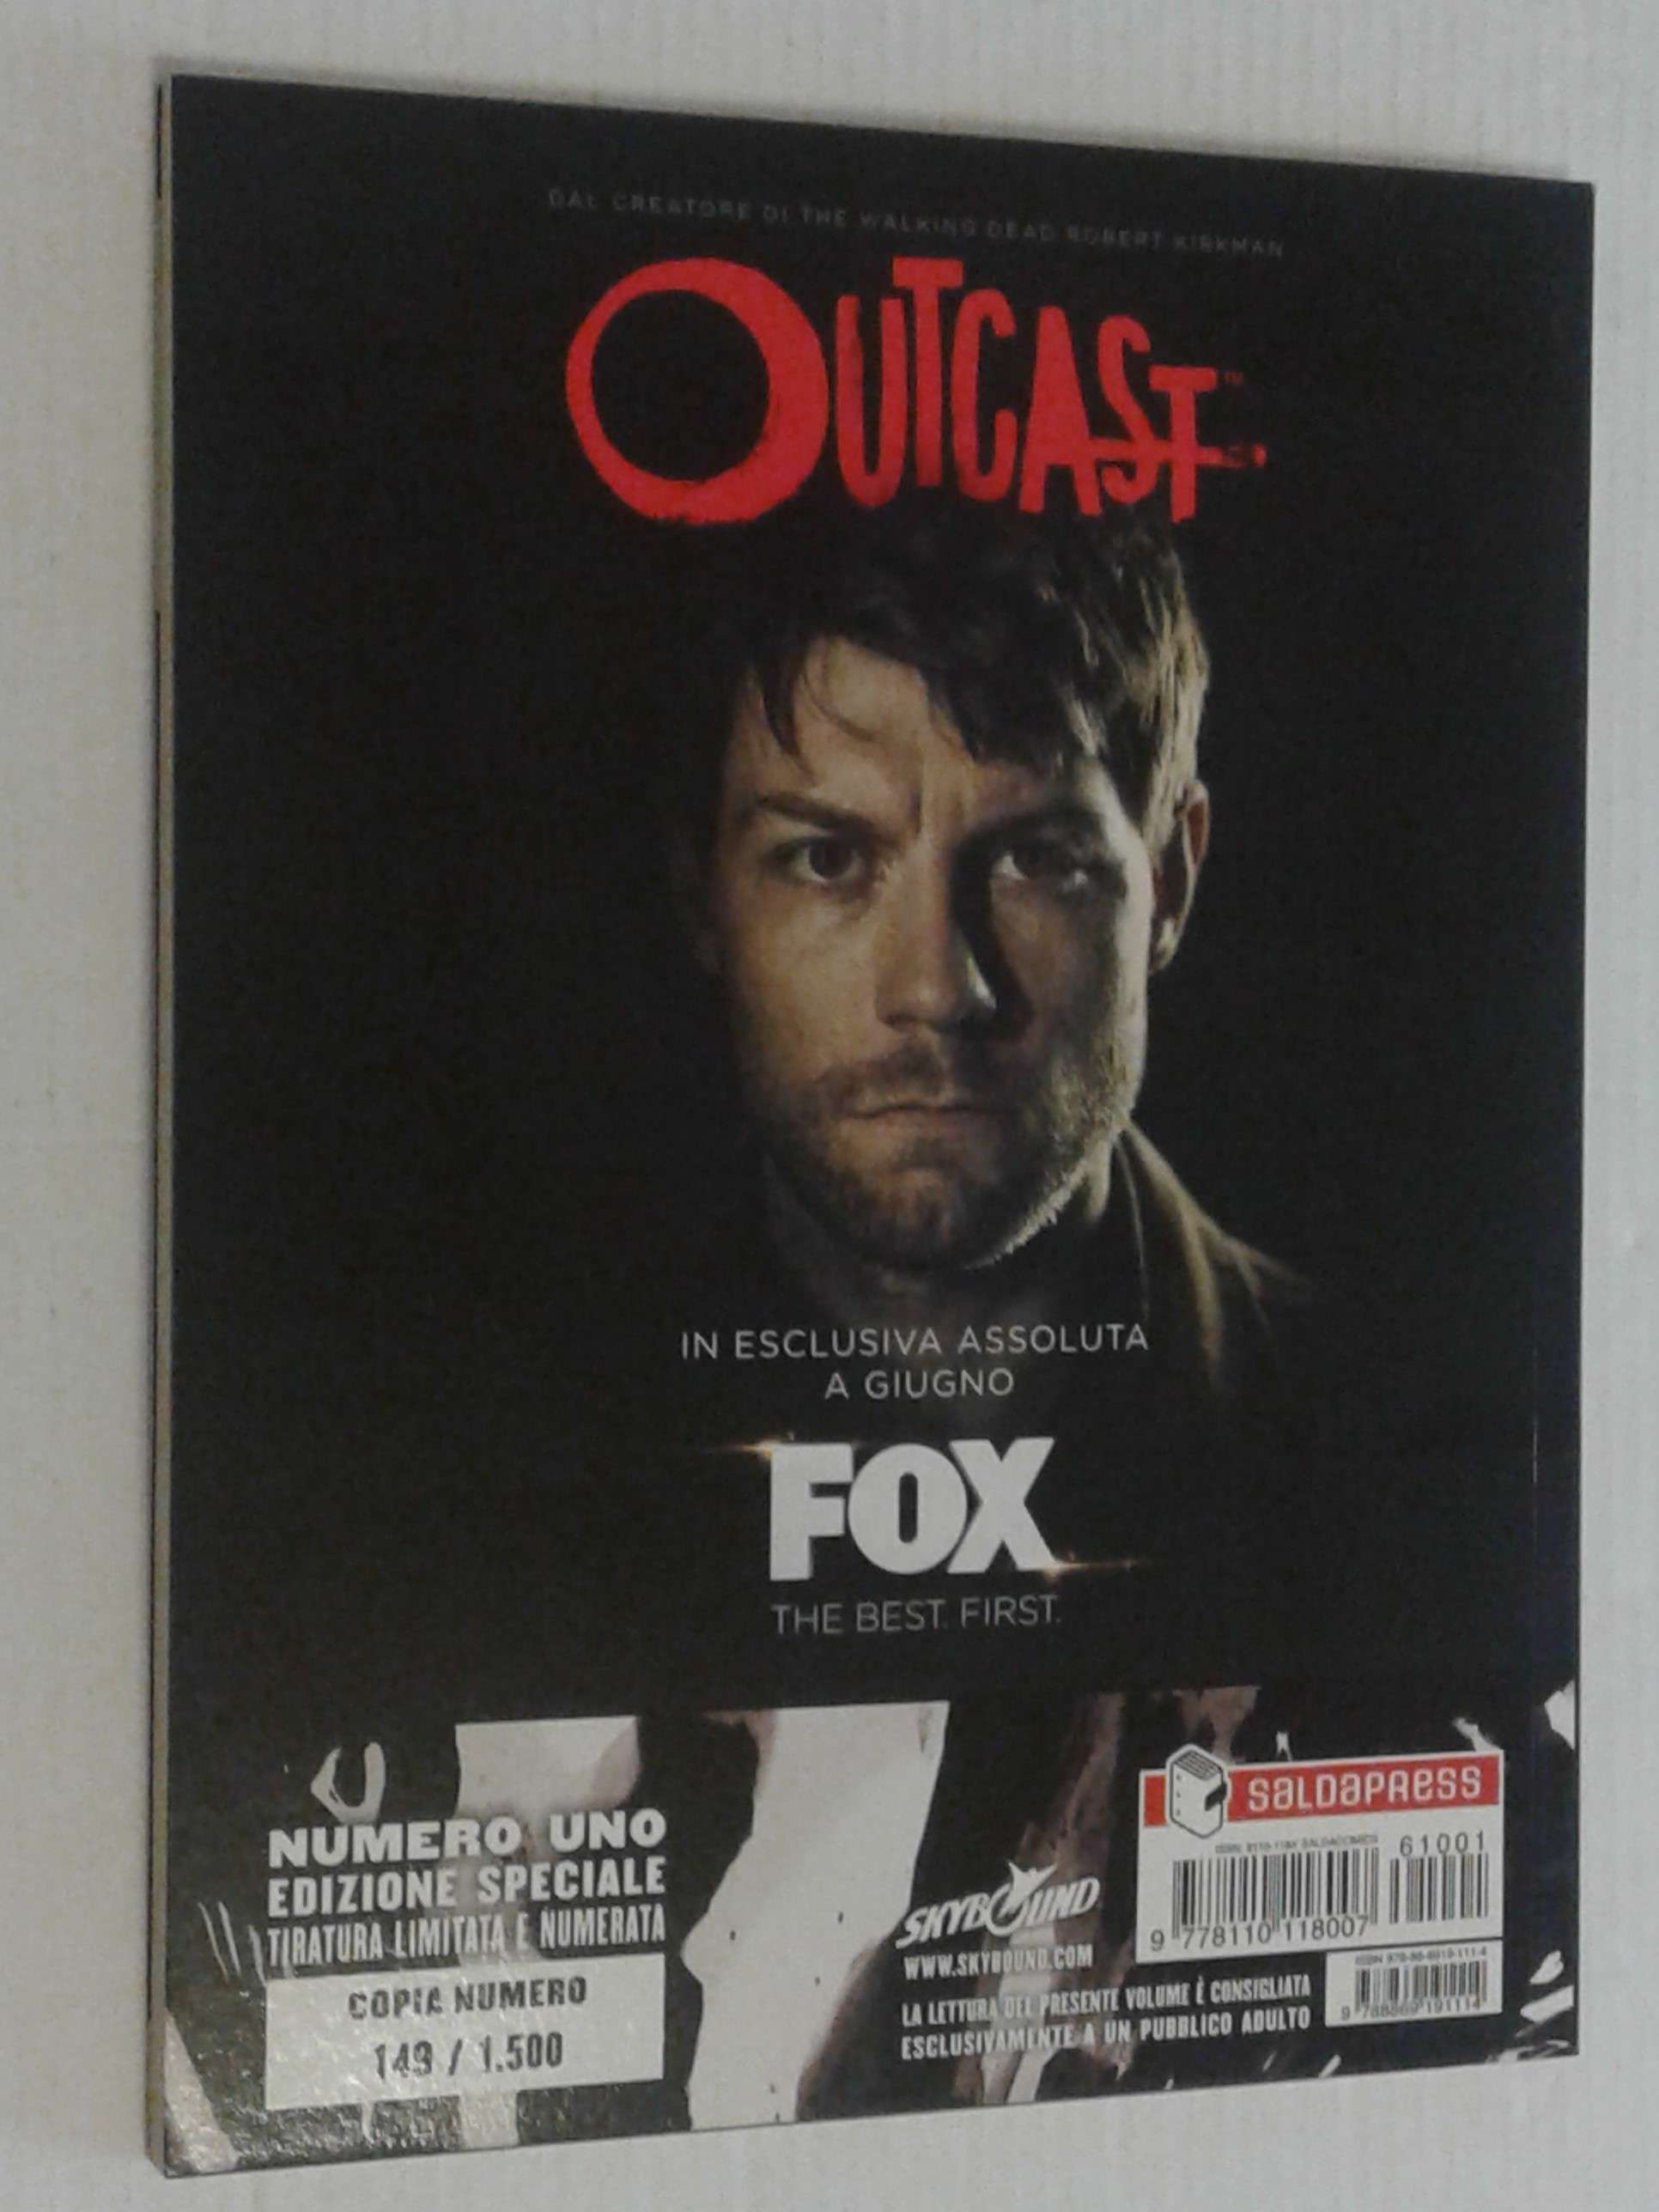 DAL CREATORE DI THE WALKING DEAD ROBERT KIRKMAN
OUTCAST™
IN ESCLUSIVA ASSOLUTA
A GIUGNO
FOX
THE BEST. FIRST.
NUMERO UNO
EDIZIONE SPECIALE
TIRATURA LIMITATA E NUMERATA
COPIA NUMERO
149 / 1.500
SKYBOUND
WWW.SKYBOUND.COM
LA LETTURA DEL PRESENTE VOLUME È CONSIGLIATA
ESCLUSIVAMENTE A UN PUBBLICO ADULTO
SALDAPRESS
61001
9 778110 118007
9 788869 191114